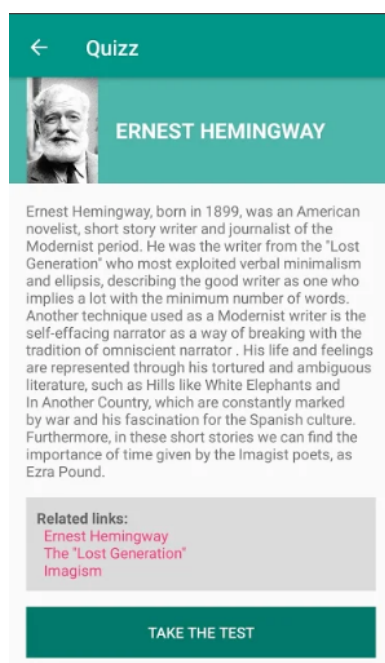 Quizz
ERNEST HEMINGWAY
Ernest Hemingway, born in 1899, was an American
novelist, short story writer and journalist of the
Modernist period. He was the writer from the "Lost
Generation" who most exploited verbal minimalism
and ellipsis, describing the good writer as one who
implies a lot with the minimum number of words.
Another technique used as a Modernist writer is the
self-effacing narrator as a way of breaking with the
tradition of omniscient narrator . His life and feelings
are represented through his tortured and ambiguous
literature, such as Hills like White Elephants and
In Another Country, which are constantly marked
by war and his fascination for the Spanish culture.
Furthermore, in these short stories we can find the
importance of time given by the Imagist poets, as
Ezra Pound.
Related links:
Ernest Hemingway
The "Lost Generation"
Imagism
TAKE THE TEST